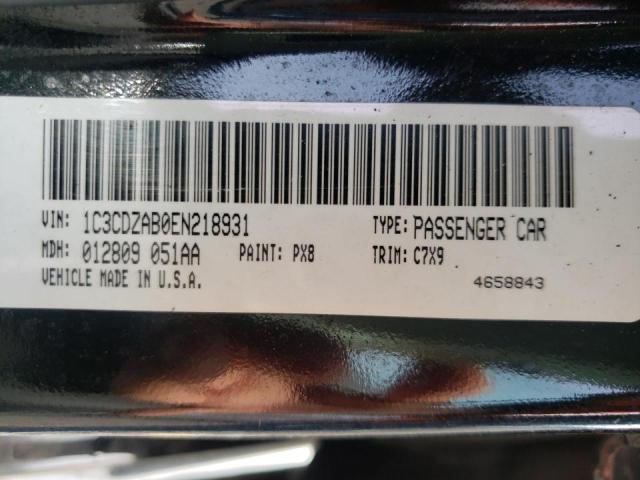 VIN: 1C3CDZAB0EN218931 TYPE: PASSENGER CAR
MDH: 012809 051AA PAINT: PX8 TRIM: C7X9
VEHICLE MADE IN U.S.A. 4658843